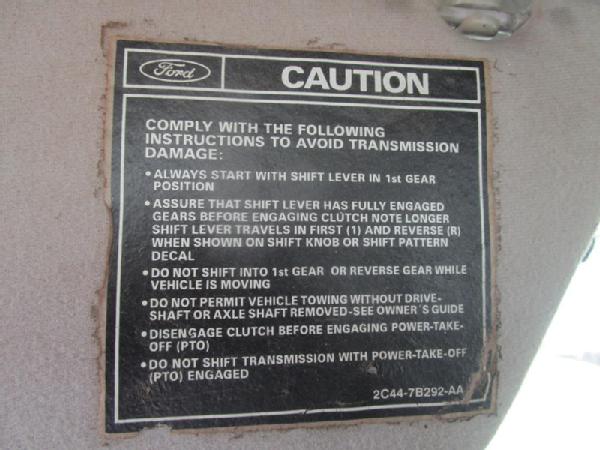 Ford
CAUTION
COMPLY WITH THE FOLLOWING
INSTRUCTIONS TO AVOID TRANSMISSION
DAMAGE:
• ALWAYS START WITH SHIFT LEVER IN 1st GEAR
POSITION
• ASSURE THAT SHIFT LEVER HAS FULLY ENGAGED
GEARS BEFORE ENGAGING CLUTCH NOTE LONGER
SHIFT LEVER TRAVELS IN FIRST (1) AND REVERSE (R)
WHEN SHOWN ON SHIFT KNOB OR SHIFT PATTERN
DECAL
• DO NOT SHIFT INTO 1st GEAR OR REVERSE GEAR WHILE
VEHICLE IS MOVING
• DO NOT PERMIT VEHICLE TOWING WITHOUT DRIVE-
SHAFT OR AXLE SHAFT REMOVED-SEE OWNER'S GUIDE
• DISENGAGE CLUTCH BEFORE ENGAGING POWER-TAKE-
OFF (PTO)
• DO NOT SHIFT TRANSMISSION WITH POWER-TAKE-OFF
(PTO) ENGAGED
2C44-7B292-AA